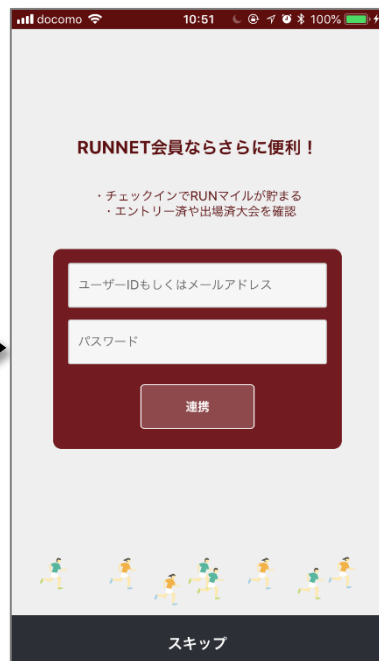 docomo 10:51 100%
RUNNET会員ならさらに便利！
・チェックインでRUNマイルが貯まる
・エントリー済や出場済大会を確認
ユーザーIDもしくはメールアドレス
パスワード
連携
スキップ